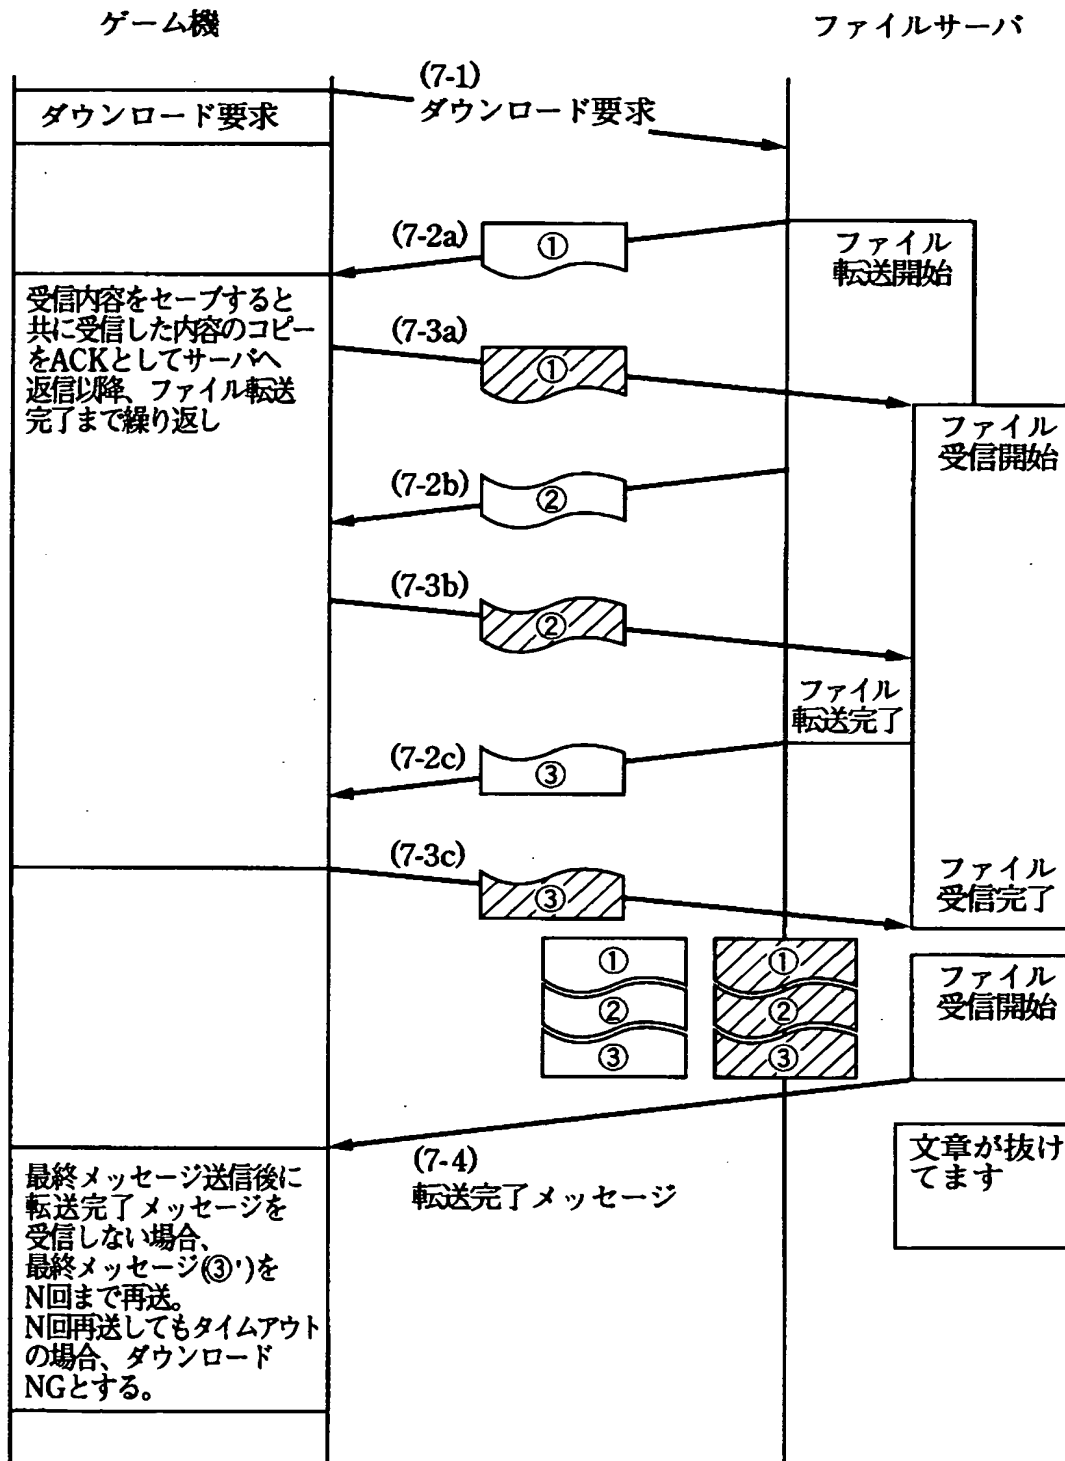 ゲーム機
ファイルサーバ
(7-1)
ダウンロード要求
ダウンロード要求
(7-2a)
①
ファイル
転送開始
受信内容をセーブすると
共に受信した内容のコピー
をACKとしてサーバへ
返信以降、ファイル転送
完了まで繰り返し
(7-3a)
①
ファイル
受信開始
(7-2b)
②
(7-3b)
②
ファイル
転送完了
(7-2c)
③
(7-3c)
③
ファイル
受信完了
①
②
③
①
②
③
ファイル
受信開始
(7-4)
転送完了メッセージ
文章が抜け
てます
最終メッセージ送信後に
転送完了メッセージを
受信しない場合、
最終メッセージ(③')を
N回まで再送。
N回再送してもタイムアウト
の場合、ダウンロード
NGとする。